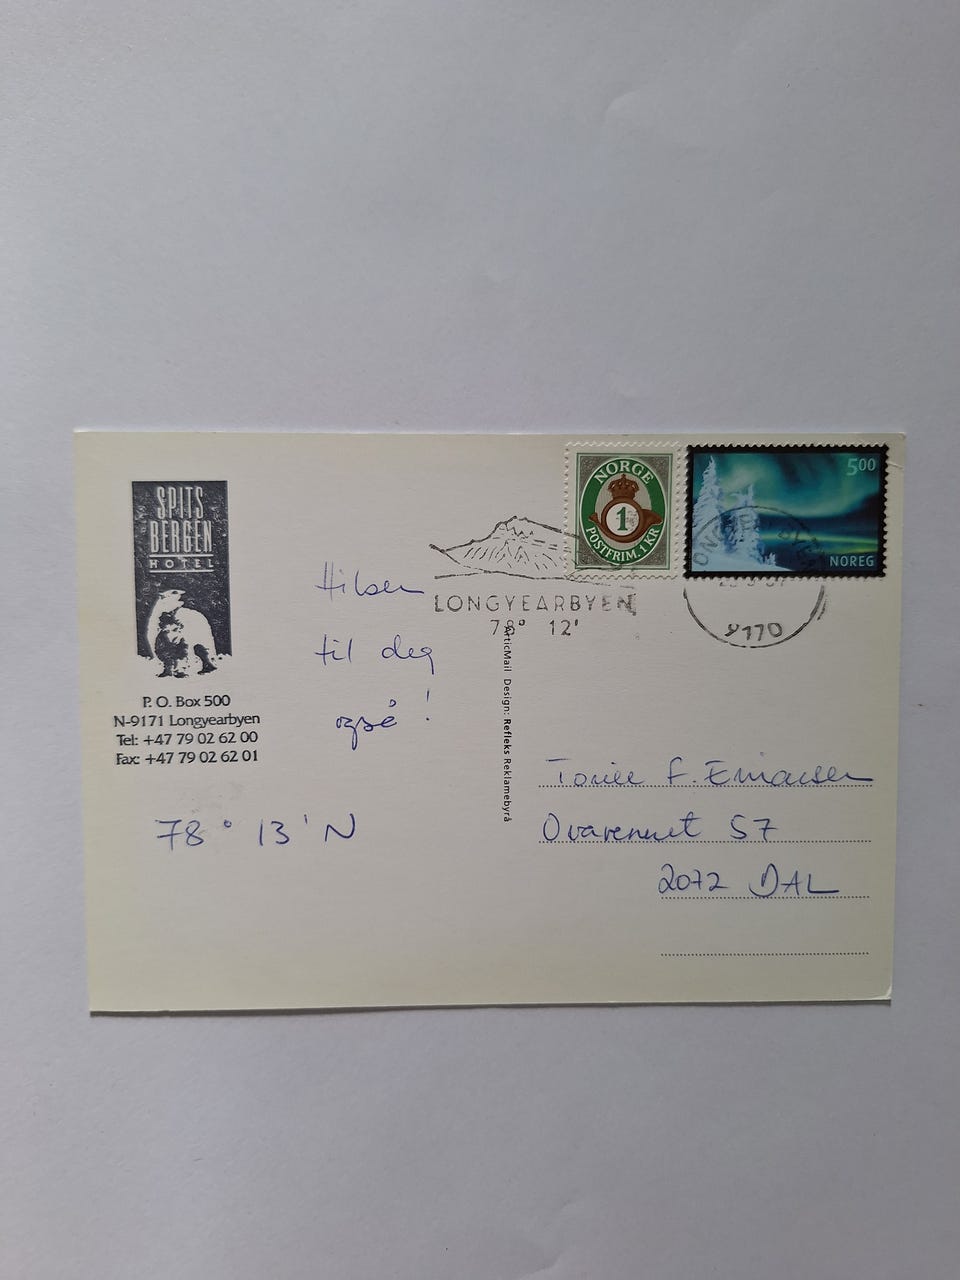 SPITS
BERGEN
HOTEL
P.O. Box 500
N-9171 Longyearbyen
Tel: +47 79 02 62 00
Fax: +47 79 02 62 01
Hilsen
til deg
også!
78° 13' N
LONGYEARBYEN
78° 12'
NORGE
1
POSTFRIM. 1 KR
5.00
NOREG
9170
ArcticMail Design: Refleks Reklamebyrå
F.
57
2072 DAL